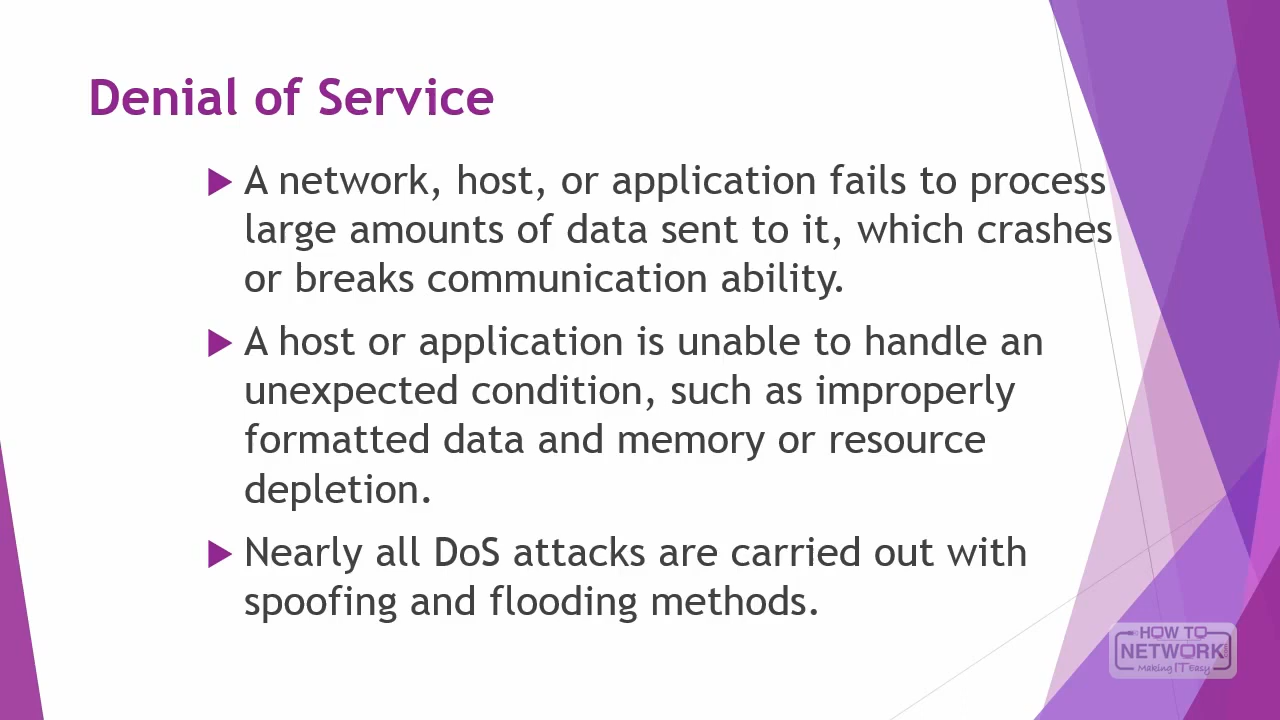 Denial of Service
A network, host, or application fails to process
large amounts of data sent to it, which crashes
or breaks communication ability.
A host or application is unable to handle an
unexpected condition, such as improperly
formatted data and memory or resource
depletion.
Nearly all DoS attacks are carried out with
spoofing and flooding methods.
HOW TO
NETWORK
Making IT Easy